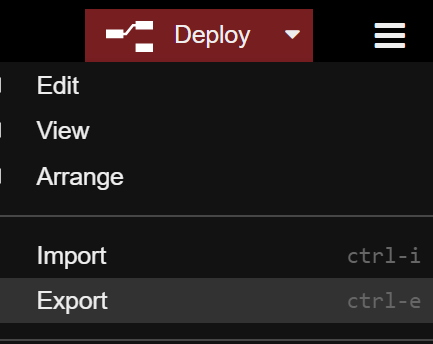 Deploy
Edit
View
Arrange
Import ctrl-i
Export ctrl-e